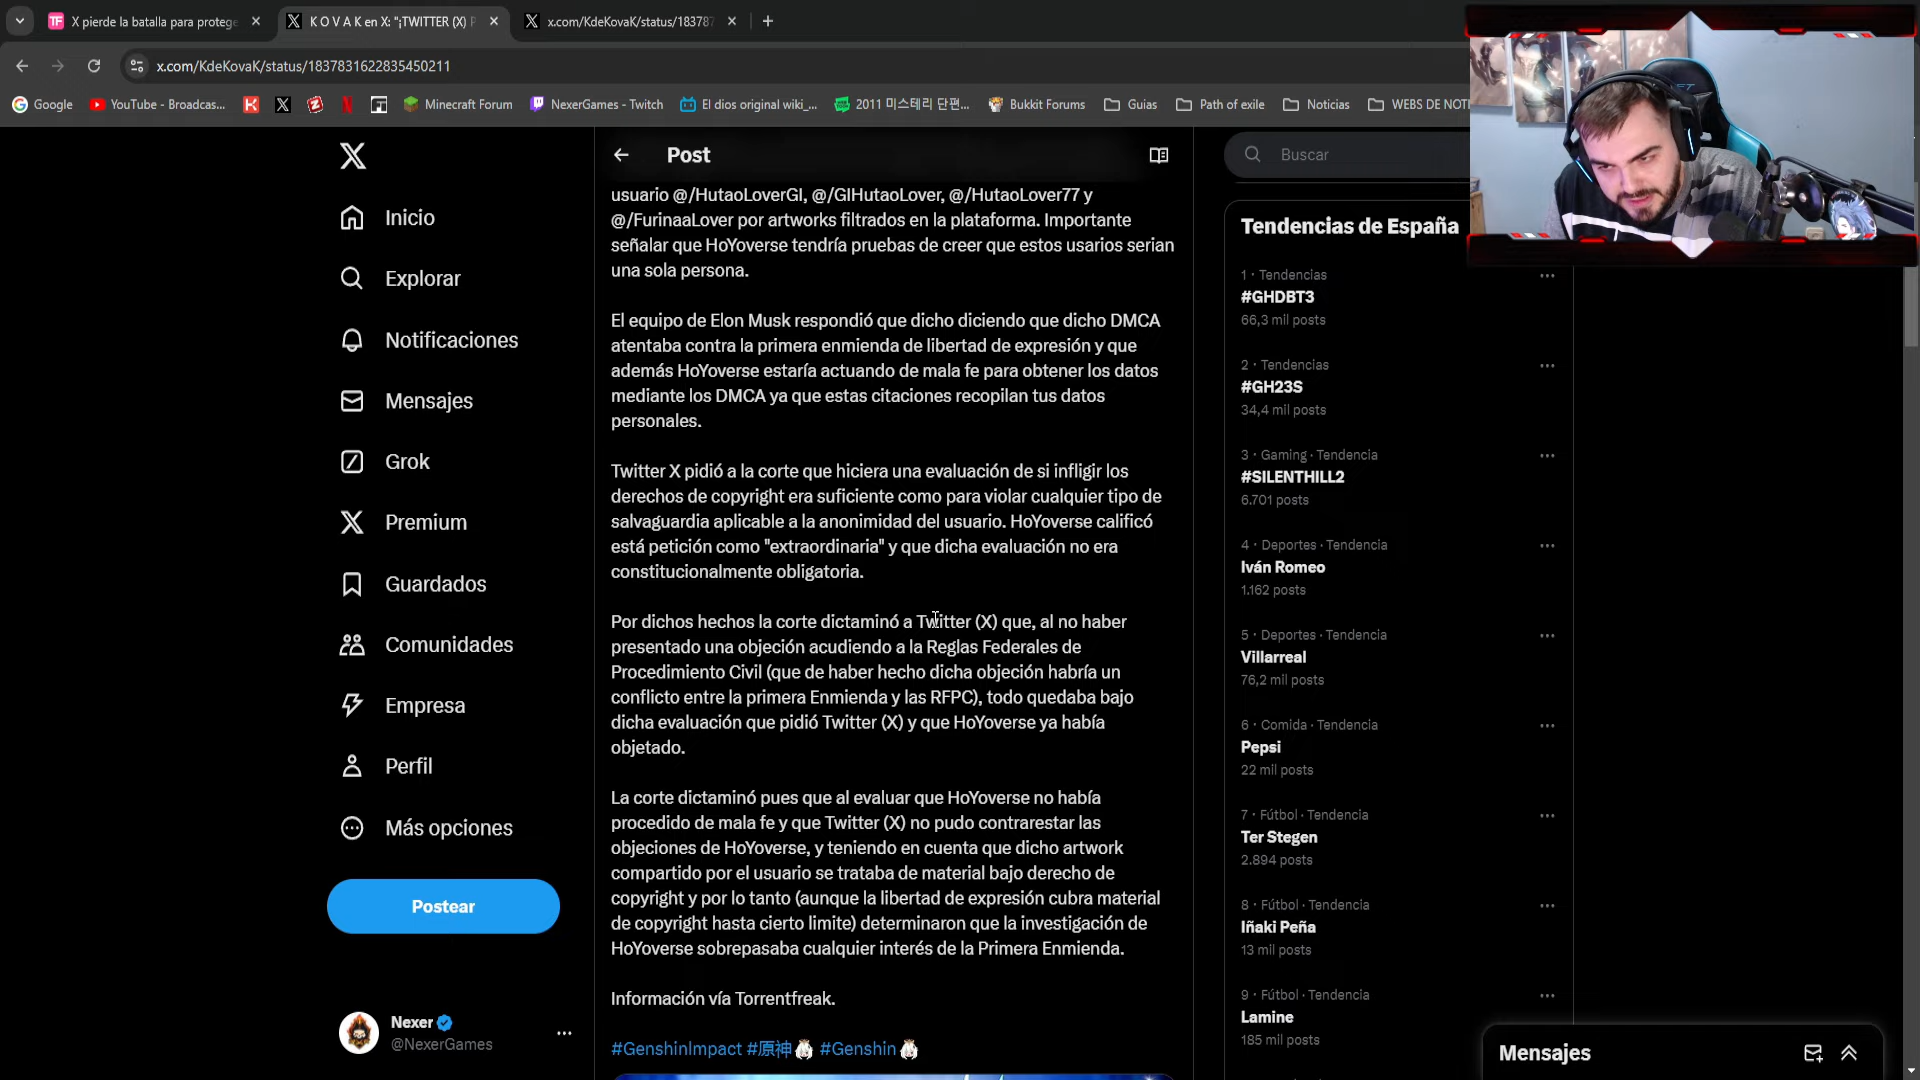 X pierde la batalla para protege
K O V A K en X: "¡TWITTER (X) P
x.com/KdeKovaK/status/18378
x.com/KdeKovaK/status/1837831622835450211
Google
YouTube - Broadcas...
Minecraft Forum
NexerGames - Twitch
El dios original wiki_...
2011 미스테리 단편...
Bukkit Forums
Guias
Path of exile
Noticias
WEBS DE NOTI
Inicio
Explorar
Notificaciones
Mensajes
Grok
Premium
Guardados
Comunidades
Empresa
Perfil
Más opciones
Postear
Nexer
@NexerGames
Post
usuario @/HutaoLoverGI, @/GIHutaoLover, @/HutaoLover77 y
@/FurinaaLover por artworks filtrados en la plataforma. Importante
señalar que HoYoverse tendría pruebas de creer que estos usarios serian
una sola persona.
El equipo de Elon Musk respondió que dicho diciendo que dicho DMCA
atentaba contra la primera enmienda de libertad de expresión y que
además HoYoverse estaría actuando de mala fe para obtener los datos
mediante los DMCA ya que estas citaciones recopilan tus datos
personales.
Twitter X pidió a la corte que hiciera una evaluación de si infligir los
derechos de copyright era suficiente como para violar cualquier tipo de
salvaguardia aplicable a la anonimidad del usuario. HoYoverse calificó
está petición como "extraordinaria" y que dicha evaluación no era
constitucionalmente obligatoria.
Por dichos hechos la corte dictaminó a Twitter (X) que, al no haber
presentado una objeción acudiendo a la Reglas Federales de
Procedimiento Civil (que de haber hecho dicha objeción habría un
conflicto entre la primera Enmienda y las RFPC), todo quedaba bajo
dicha evaluación que pidió Twitter (X) y que HoYoverse ya había
objetado.
La corte dictaminó pues que al evaluar que HoYoverse no había
procedido de mala fe y que Twitter (X) no pudo contrarestar las
objeciones de HoYoverse, y teniendo en cuenta que dicho artwork
compartido por el usuario se trataba de material bajo derecho de
copyright y por lo tanto (aunque la libertad de expresión cubra material
de copyright hasta cierto limite) determinaron que la investigación de
HoYoverse sobrepasaba cualquier interés de la Primera Enmienda.
Información vía Torrentfreak.
#GenshinImpact #原神 #Genshin
Buscar
Tendencias de España
1 · Tendencias
#GHDBT3
66,3 mil posts
2 · Tendencias
#GH23S
34,4 mil posts
3 · Gaming · Tendencia
#SILENTHILL2
6.701 posts
4 · Deportes · Tendencia
Iván Romeo
1.162 posts
5 · Deportes · Tendencia
Villarreal
76,2 mil posts
6 · Comida · Tendencia
Pepsi
22 mil posts
7 · Fútbol · Tendencia
Ter Stegen
2.894 posts
8 · Fútbol · Tendencia
Iñaki Peña
13 mil posts
9 · Fútbol · Tendencia
Lamine
185 mil posts
Mensajes